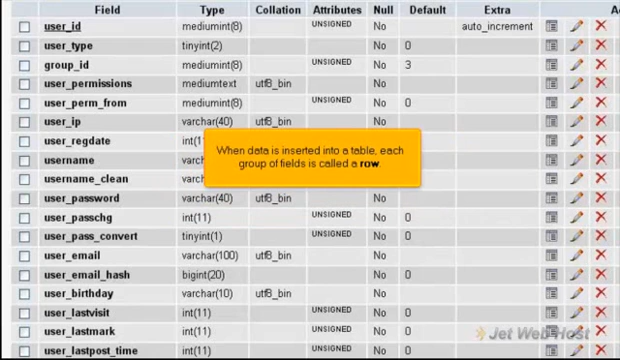 Field Type Collation Attributes Null Default Extra
user_id mediumint(8) UNSIGNED No auto_increment
user_type tinyint(2) No 0
group_id mediumint(8) UNSIGNED No 3
user_permissions mediumtext utf8_bin No
user_perm_from mediumint(8) UNSIGNED No 0
user_ip varchar(40) utf8_bin No
user_regdate
username
username_clean
When data is inserted into a table, each
group of fields is called a row.
user_password varchar(40) utf8_bin No
user_passchg int(11) UNSIGNED No 0
user_pass_convert tinyint(1) UNSIGNED No 0
user_email varchar(100) utf8_bin No
user_email_hash bigint(20) No 0
user_birthday varchar(10) utf8_bin No
user_lastvisit int(11) UNSIGNED No 0
user_lastmark int(11) UNSIGNED No 0
user_lastpost_time int(11) UNSIGNED No 0
Jet Web Host